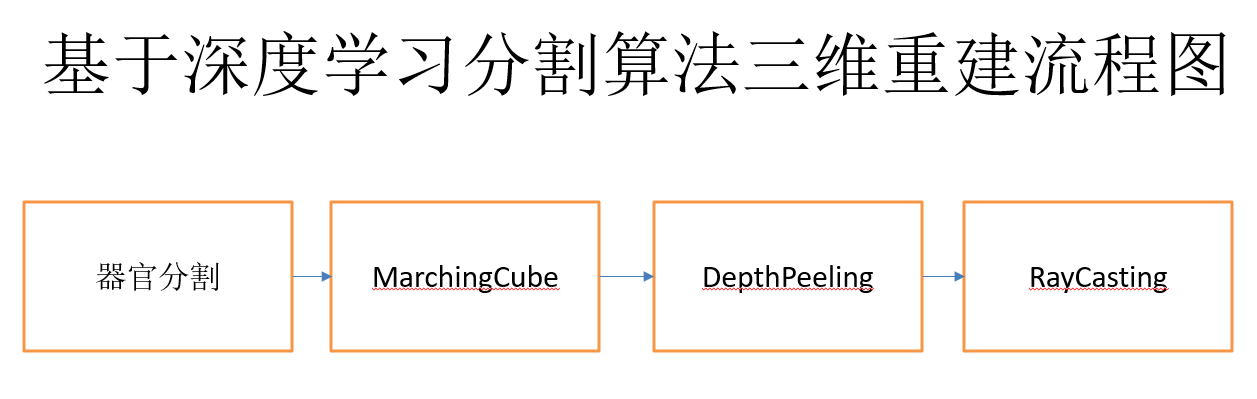 基于深度学习分割算法三维重建流程图
器官分割
MarchingCube
DepthPeeling
RayCasting